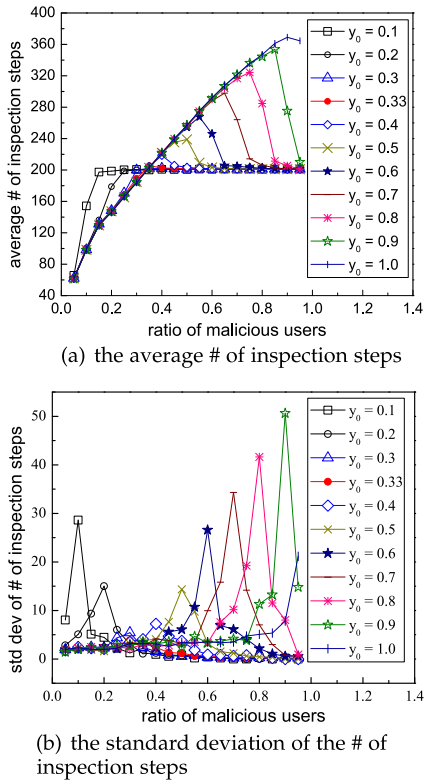 400
360
320
280
240
200
160
120
80
40
average # of inspection steps
0.0 0.2 0.4 0.6 0.8 1.0 1.2 1.4
ratio of malicious users
y0 = 0.1
y0 = 0.2
y0 = 0.3
y0 = 0.33
y0 = 0.4
y0 = 0.5
y0 = 0.6
y0 = 0.7
y0 = 0.8
y0 = 0.9
y0 = 1.0
(a) the average # of inspection steps
50
40
30
20
10
0
std dev of # of inspection steps
0.0 0.2 0.4 0.6 0.8 1.0 1.2 1.4
ratio of malicious users
y0 = 0.1
y0 = 0.2
y0 = 0.3
y0 = 0.33
y0 = 0.4
y0 = 0.5
y0 = 0.6
y0 = 0.7
y0 = 0.8
y0 = 0.9
y0 = 1.0
(b) the standard deviation of the # of
inspection steps